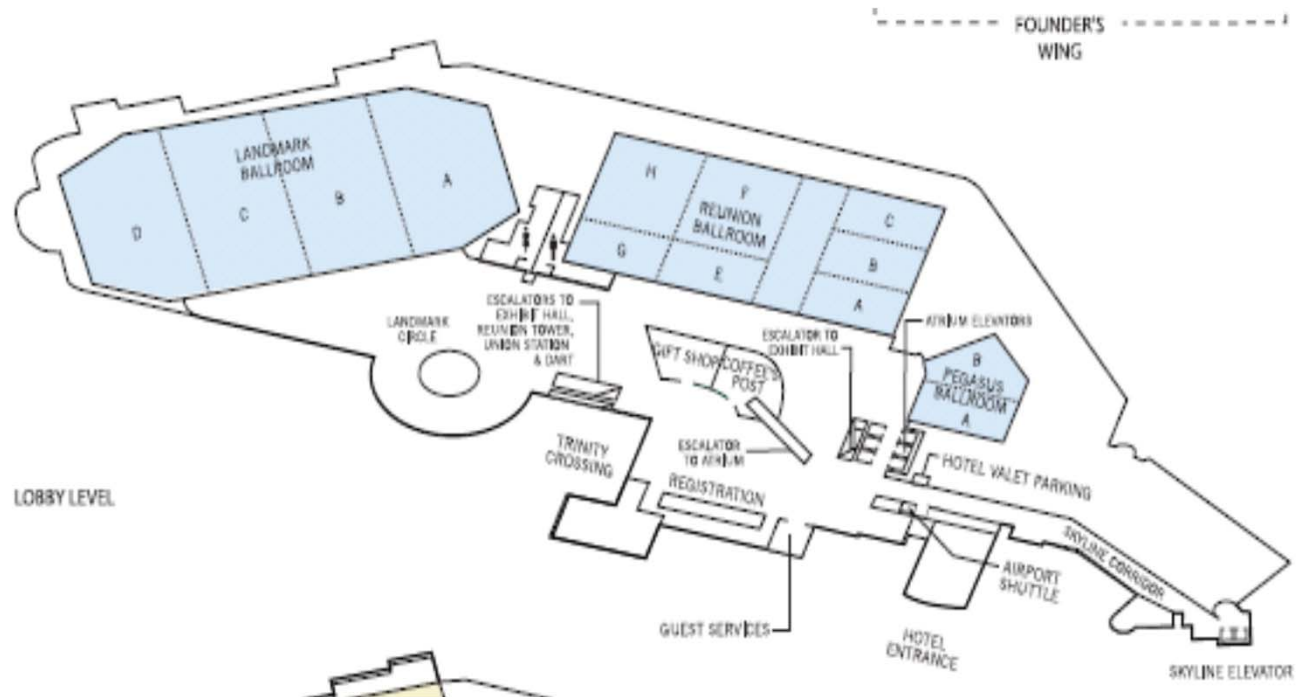 FOUNDER'S
WING
LANDMARK
BALLROOM
A
B
C
D
H
F
REUNION
BALLROOM
G
E
C
B
A
ESCALATORS TO
EXHIBIT HALL,
REUNION TOWER,
UNION STATION
& DART
LANDMARK
CIRCLE
GIFT SHOP
COFFEE'S
POST
ESCALATOR TO
EXHIBIT HALL
ATRIUM ELEVATORS
B
PEGASUS
BALLROOM
A
TRINITY
CROSSING
ESCALATOR
TO ATRIUM
HOTEL VALET PARKING
REGISTRATION
LOBBY LEVEL
SKYLINE CORRIDOR
AIRPORT
SHUTTLE
GUEST SERVICES
HOTEL
ENTRANCE
SKYLINE ELEVATOR